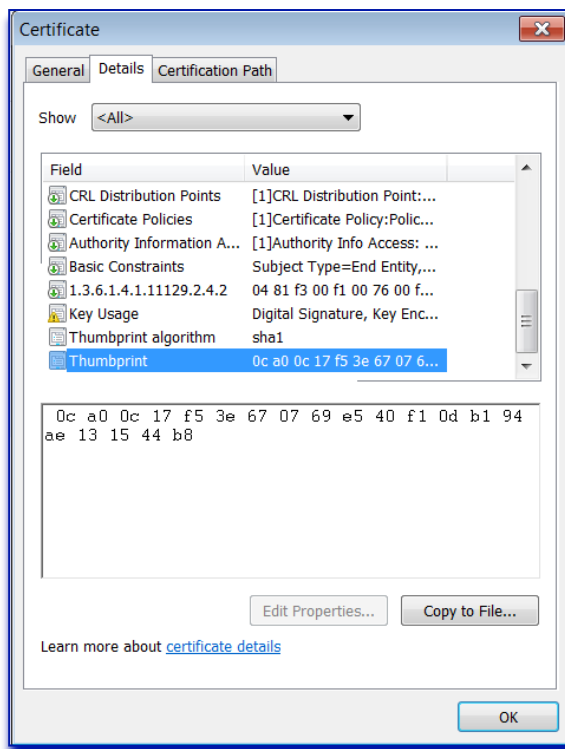 Certificate
General Details Certification Path
Show <All>
Field Value
CRL Distribution Points [1]CRL Distribution Point:...
Certificate Policies [1]Certificate Policy:Polic...
Authority Information A... [1]Authority Info Access: ...
Basic Constraints Subject Type=End Entity,...
1.3.6.1.4.1.11129.2.4.2 04 81 f3 00 f1 00 76 00 f...
Key Usage Digital Signature, Key Enc...
Thumbprint algorithm sha1
Thumbprint 0c a0 0c 17 f5 3e 67 07 6...
0c a0 0c 17 f5 3e 67 07 69 e5 40 f1 0d b1 94
ae 13 15 44 b8
Edit Properties... Copy to File...
Learn more about certificate details
OK